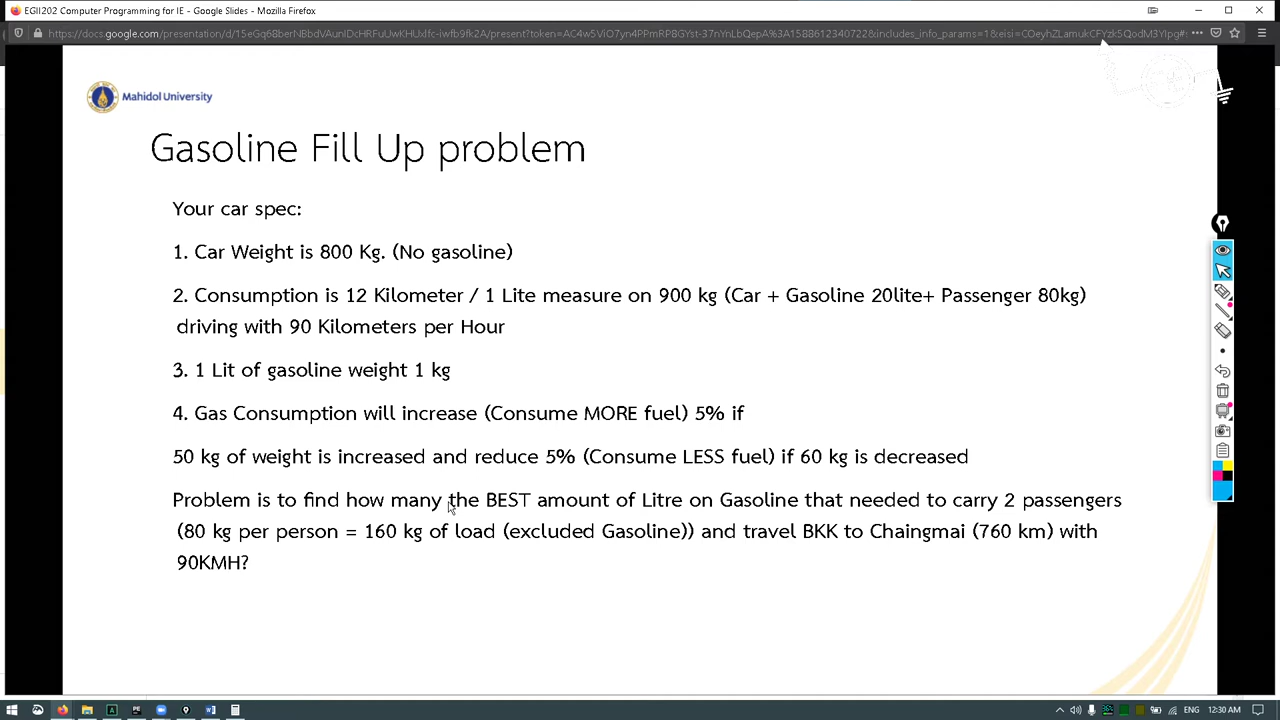 EGII202 Computer Programming for IE - Google Slides - Mozilla Firefox
Mahidol University
Gasoline Fill Up problem
Your car spec:
1. Car Weight is 800 Kg. (No gasoline)
2. Consumption is 12 Kilometer / 1 Lite measure on 900 kg (Car + Gasoline 20lite+ Passenger 80kg)
driving with 90 Kilometers per Hour
3. 1 Lit of gasoline weight 1 kg
4. Gas Consumption will increase (Consume MORE fuel) 5% if
50 kg of weight is increased and reduce 5% (Consume LESS fuel) if 60 kg is decreased
Problem is to find how many the BEST amount of Litre on Gasoline that needed to carry 2 passengers
(80 kg per person = 160 kg of load (excluded Gasoline)) and travel BKK to Chaingmai (760 km) with
90KMH?
12:30 AM